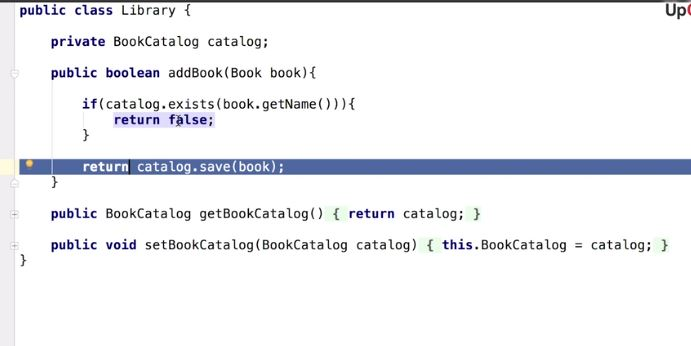 public class Library {
Up
private BookCatalog catalog;
public boolean addBook(Book book){
if(catalog.exists(book.getName())){
return false;
}
return catalog.save(book);
}
public BookCatalog getBookCatalog() { return catalog; }
public void setBookCatalog(BookCatalog catalog) { this.BookCatalog = catalog; }
}